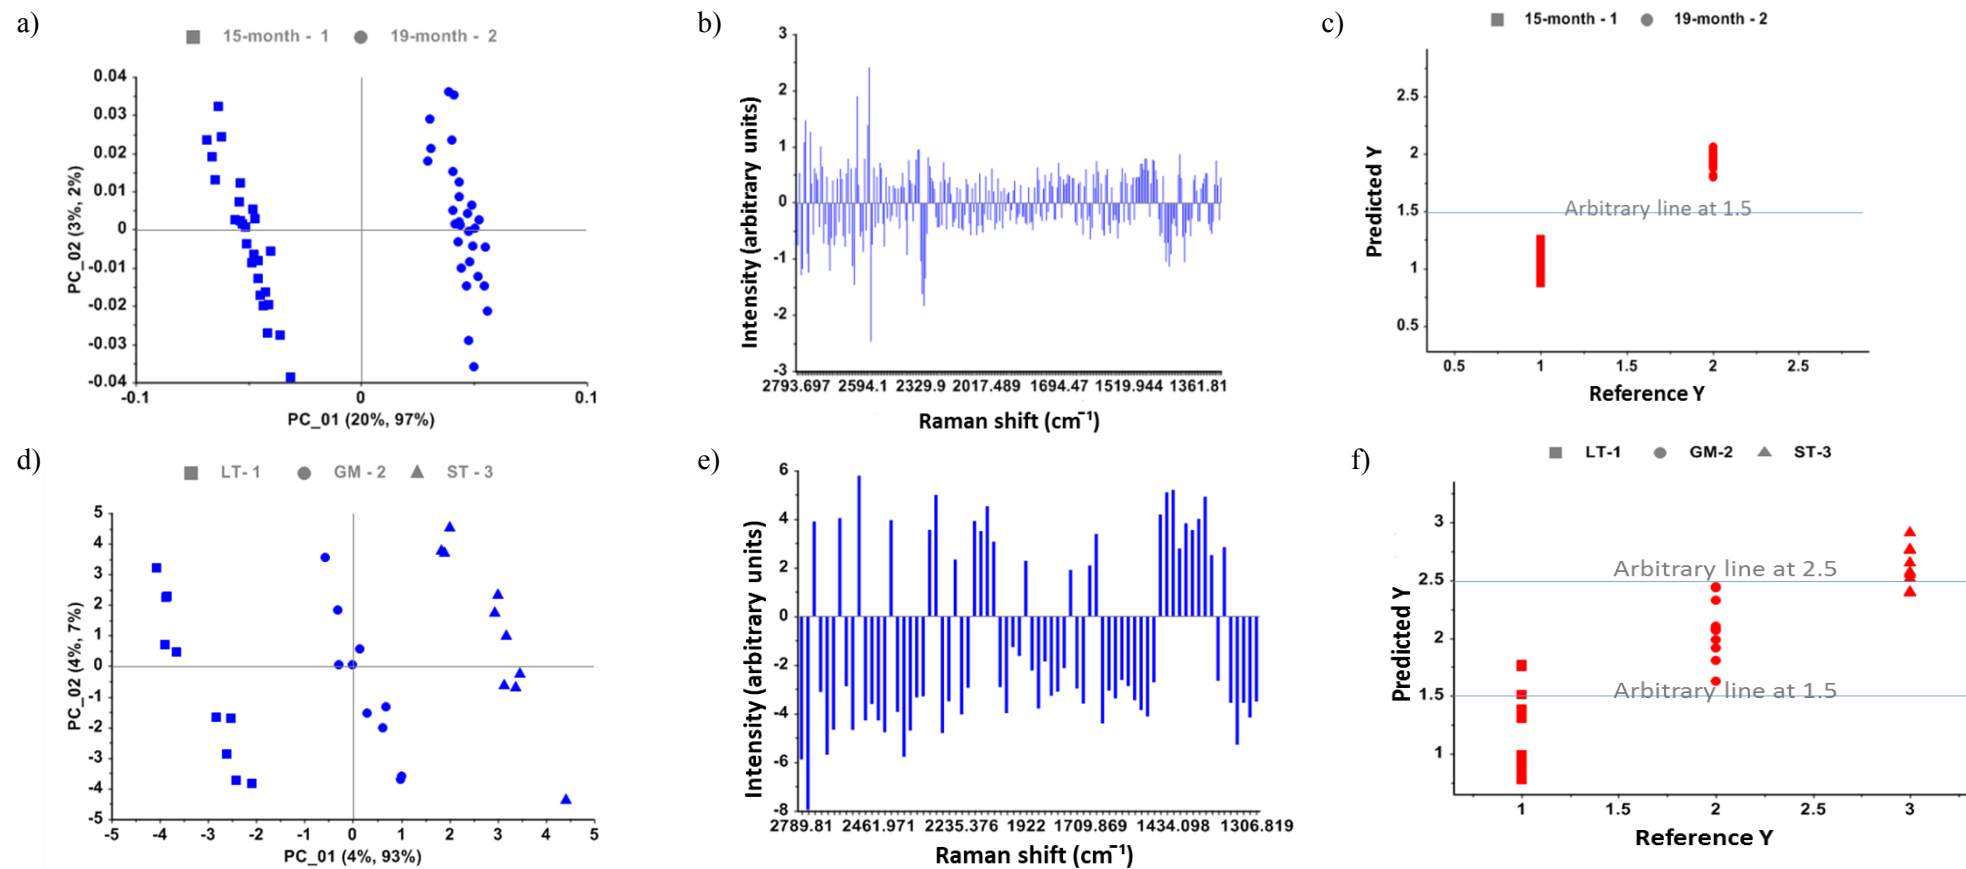 a)
15-month - 1 19-month - 2
0.04
0.03
0.02
0.01
0
-0.01
-0.02
-0.03
-0.04
PC_02 (3%, 2%)
-0.1 0 0.1
PC_01 (20%, 97%)
b)
3
2
1
0
-1
-2
-3
Intensity (arbitrary units)
2793.697 2594.1 2329.9 2017.489 1694.47 1519.944 1361.81
Raman shift (cm⁻¹)
c)
15-month - 1 19-month - 2
2.5
2
1.5
1
0.5
Predicted Y
Arbitrary line at 1.5
0.5 1 1.5 2 2.5
Reference Y
d)
LT- 1 GM - 2 ST - 3
5
4
3
2
1
0
-1
-2
-3
-4
-5
PC_02 (4%, 7%)
-5 -4 -3 -2 -1 0 1 2 3 4 5
PC_01 (4%, 93%)
e)
6
4
2
0
-2
-4
-6
-8
Intensity (arbitrary units)
2789.81 2461.971 2235.376 1922 1709.869 1434.098 1306.819
Raman shift (cm⁻¹)
f)
LT-1 GM-2 ST-3
3
2.5
2
1.5
1
Predicted Y
Arbitrary line at 2.5
Arbitrary line at 1.5
1 1.5 2 2.5 3
Reference Y